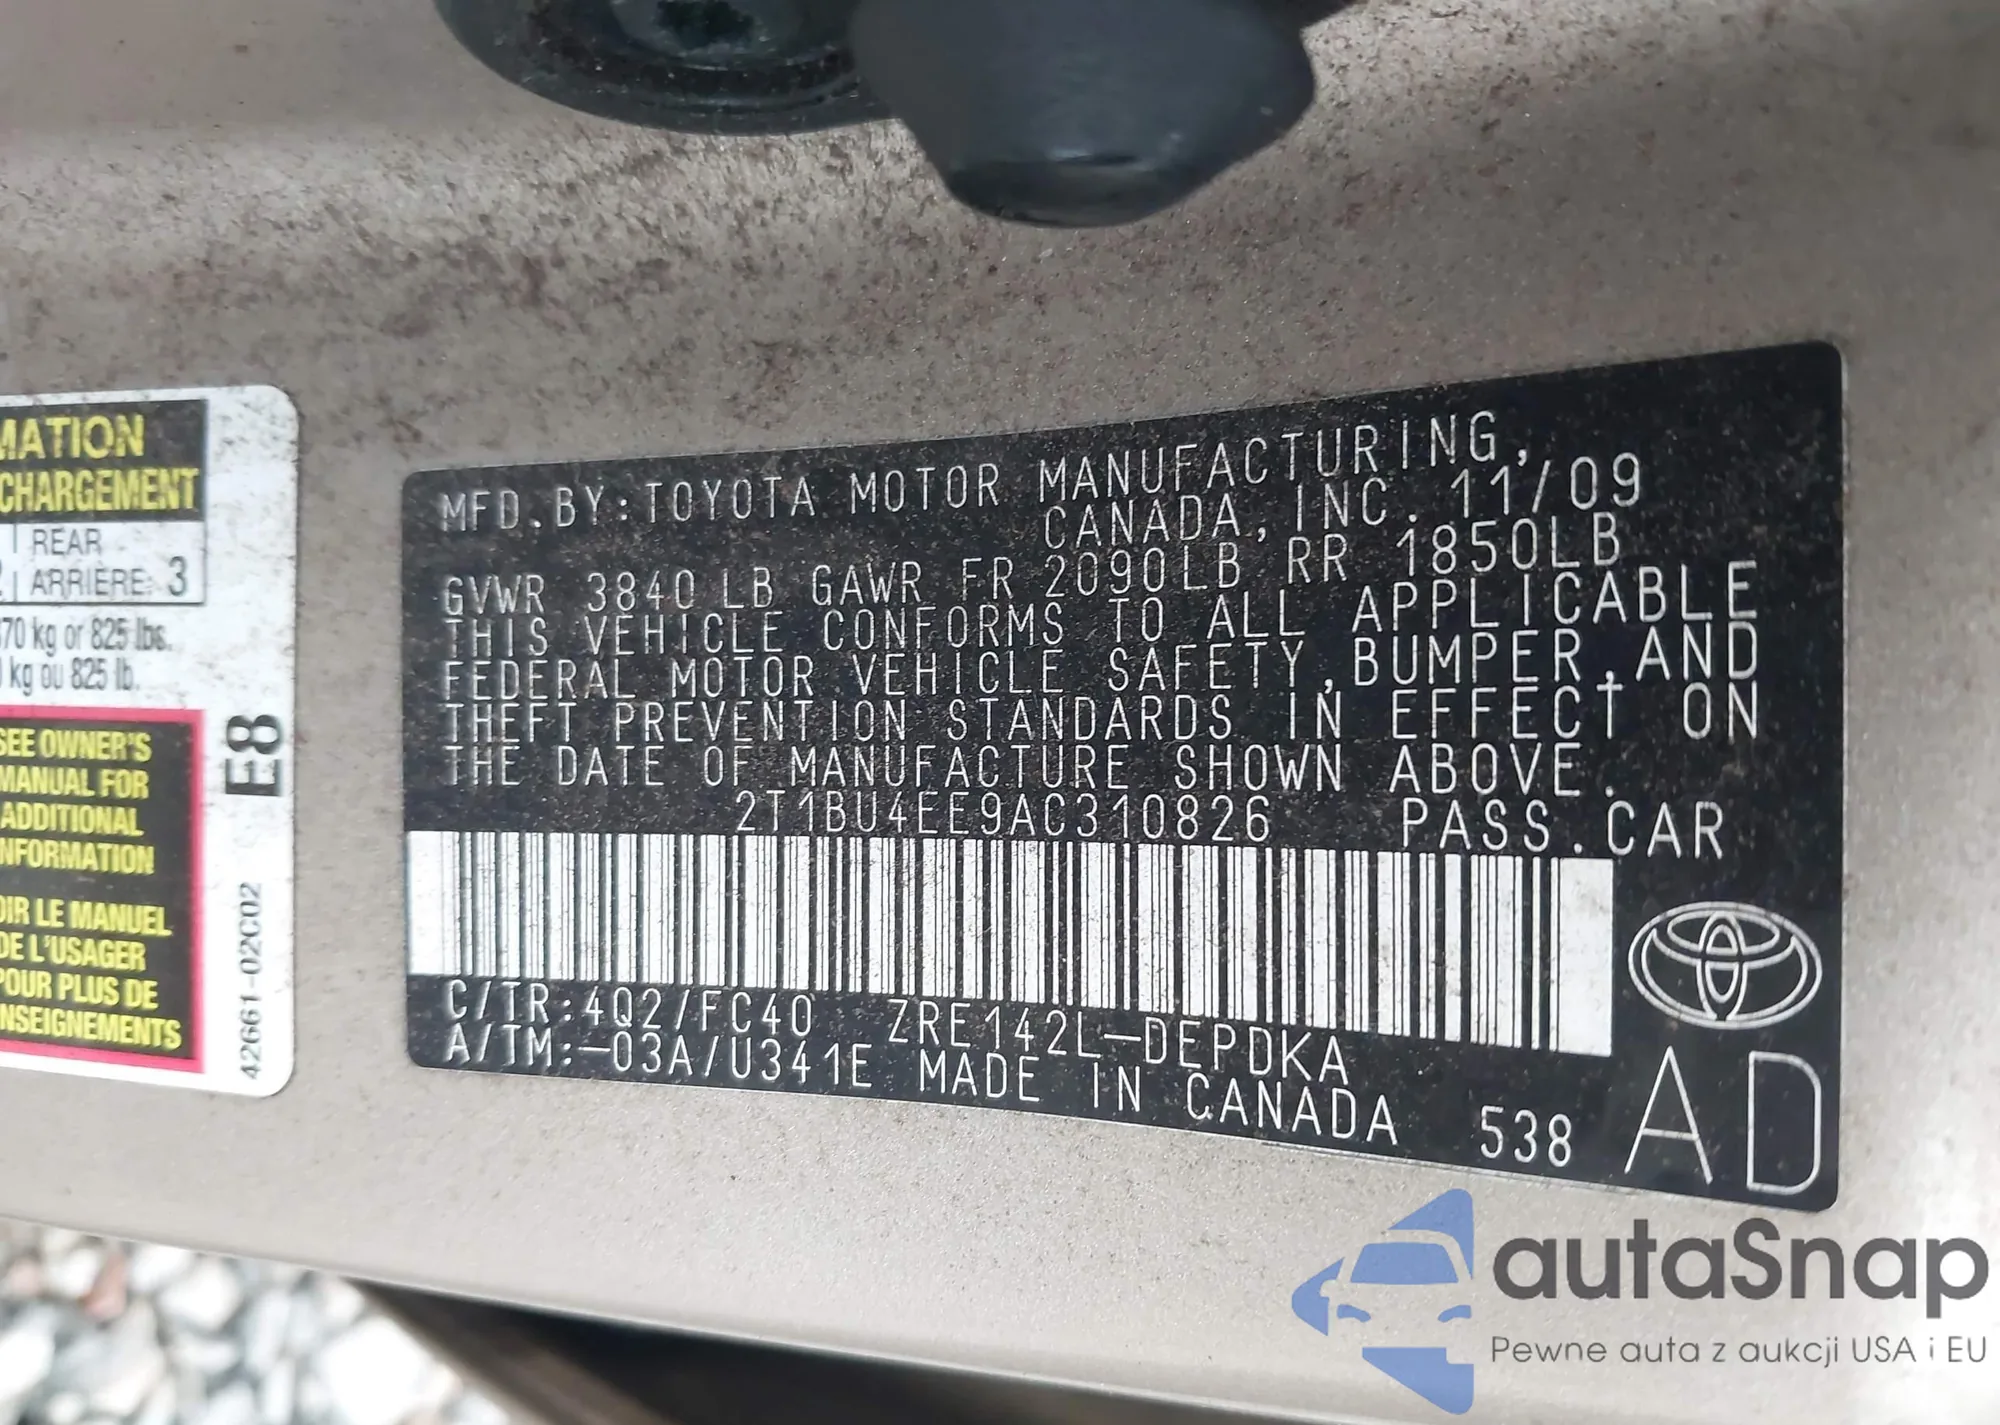 MATION
CHARGEMENT
REAR
ARRIÈRE 3
370 kg or 825 lbs.
kg ou 825 lb.
SEE OWNER'S
MANUAL FOR
ADDITIONAL
NFORMATION
OIR LE MANUEL
DE L'USAGER
POUR PLUS DE
NSEIGNEMENTS
E8
42661-02C02
MFD.BY:TOYOTA MOTOR MANUFACTURING,
CANADA,INC. 11/09
GVWR 3840 LB GAWR FR 2090LB RR 1850LB
THIS VEHICLE CONFORMS TO ALL APPLICABLE
FEDERAL MOTOR VEHICLE SAFETY,BUMPER,AND
THEFT PREVENTION STANDARDS IN EFFECT ON
THE DATE OF MANUFACTURE SHOWN ABOVE.
2T1BU4EE9AC310826 PASS.CAR
C/TR:4Q2/FC40 ZRE142L-DEPDKA
A/TM:-03A/U341E MADE IN CANADA 538
AD
autaSnap
Pewne auta z aukcji USA i EU